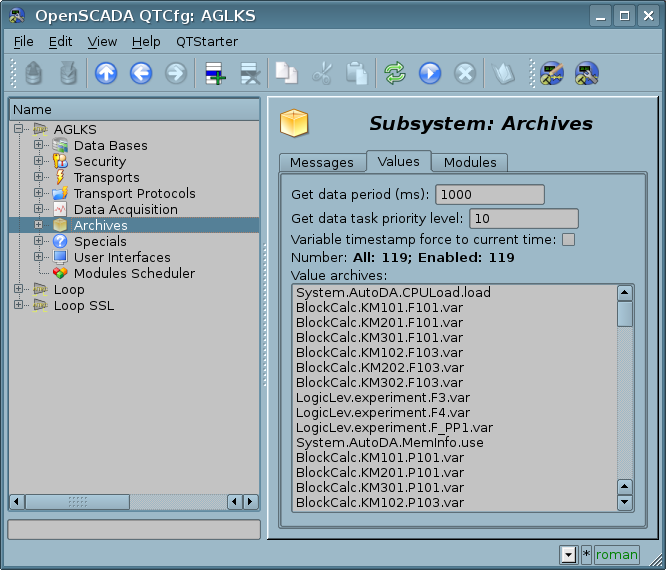 OpenSCADA QTCfg: AGLKS
File Edit View Help QTStarter
Name
AGLKS
Data Bases
Security
Transports
Transport Protocols
Data Acquisition
Archives
Specials
User Interfaces
Modules Scheduler
Loop
Loop SSL
Subsystem: Archives
Messages Values Modules
Get data period (ms): 1000
Get data task priority level: 10
Variable timestamp force to current time:
Number: All: 119; Enabled: 119
Value archives:
System.AutoDA.CPULoad.load
BlockCalc.KM101.F101.var
BlockCalc.KM201.F101.var
BlockCalc.KM301.F101.var
BlockCalc.KM102.F103.var
BlockCalc.KM202.F103.var
BlockCalc.KM302.F103.var
LogicLev.experiment.F3.var
LogicLev.experiment.F4.var
LogicLev.experiment.F_PP1.var
System.AutoDA.MemInfo.use
BlockCalc.KM101.P101.var
BlockCalc.KM201.P101.var
BlockCalc.KM301.P101.var
BlockCalc.KM102.P103.var
* roman